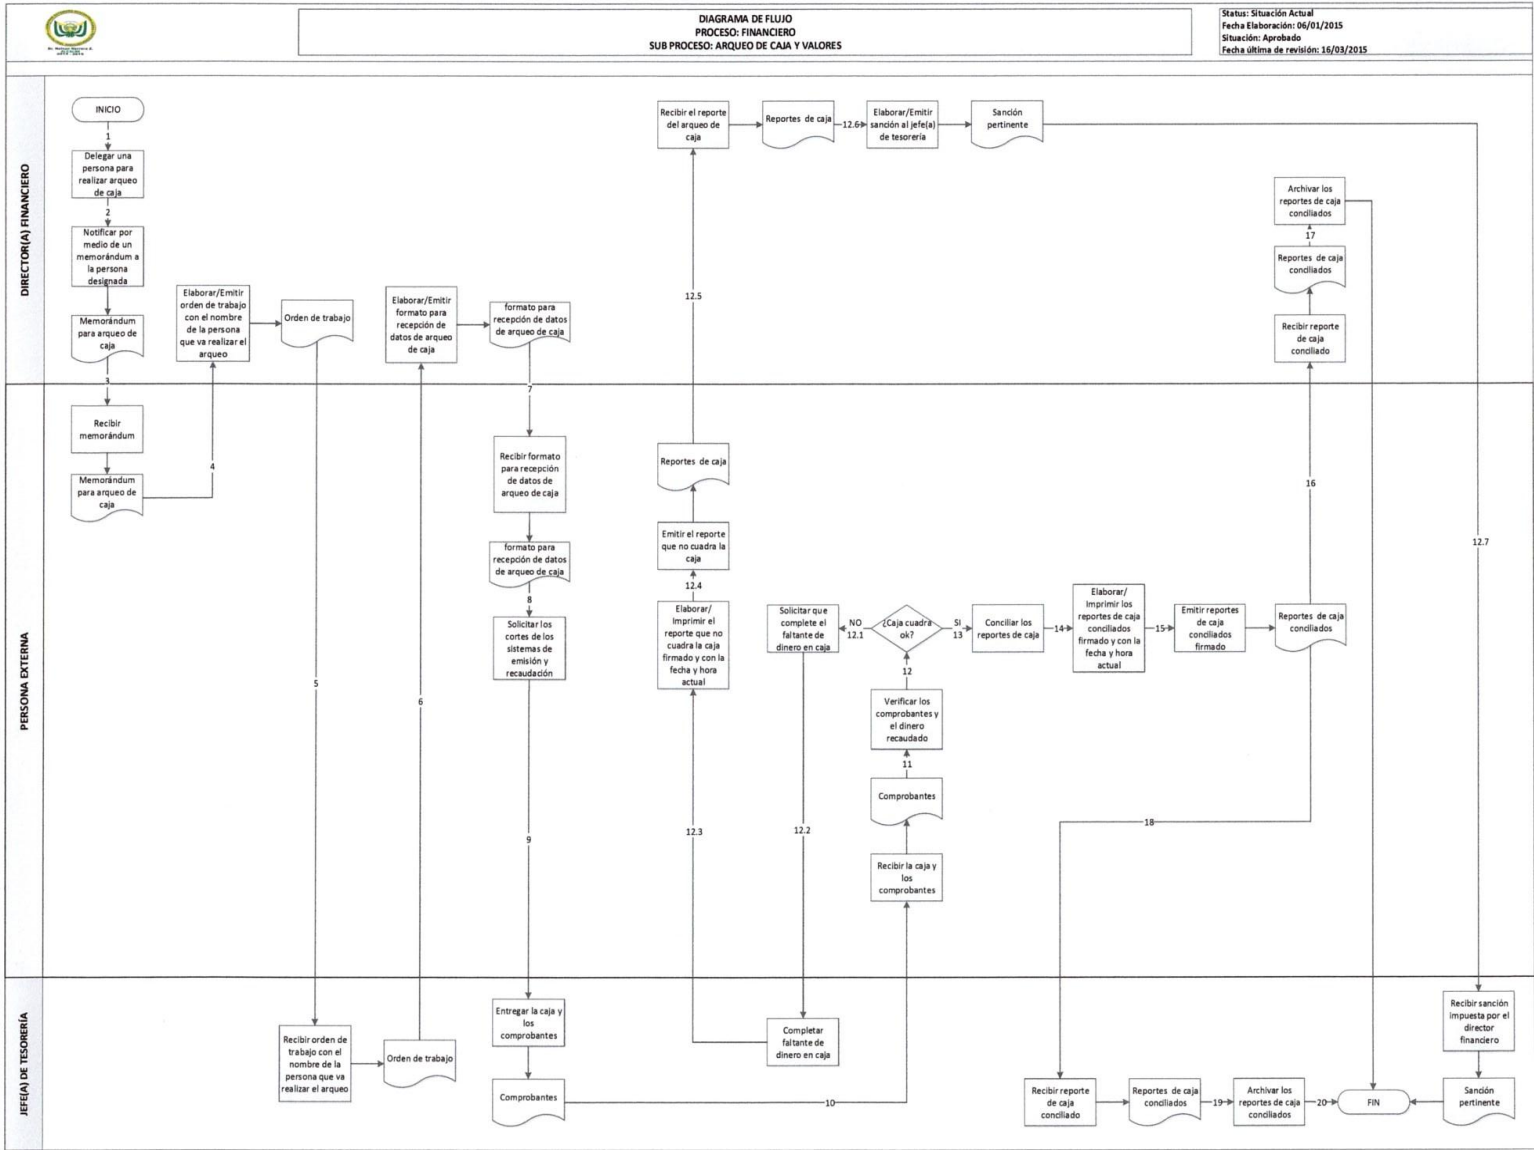 DIAGRAMA DE FLUJO
PROCESO: FINANCIERO
SUB PROCESO: ARQUEO DE CAJA Y VALORES
Status: Situación Actual
Fecha Elaboración: 06/01/2015
Situación: Aprobado
Fecha última de revisión: 16/03/2015
DIRECTOR(A) FINANCIERO
INICIO
1
Delegar una
persona para
realizar arqueo
de caja
2
Notificar por
medio de un
memorándum a
la persona
designada
Memorándum
para arqueo de
caja
3
Elaborar/Emitir
orden de trabajo
con el nombre
de la persona
que va realizar el
arqueo
Orden de trabajo
Elaborar/Emitir
formato para
recepción de
datos de arqueo
de caja
formato para
recepción de datos
de arqueo de caja
7
Recibir el reporte
del arqueo de
caja
Reportes de caja
12.6
Elaborar/Emitir
sanción al jefe(a)
de tesorería
Sanción
pertinente
12.5
Archivar los
reportes de caja
conciliados
17
Reportes de caja
conciliados
Recibir reporte
de caja
conciliado
PERSONA EXTERNA
Recibir
memorándum
Memorándum
para arqueo de
caja
4
5
6
Recibir formato
para recepción
de datos de
arqueo de caja
formato para
recepción de datos
de arqueo de caja
8
Solicitar los
cortes de los
sistemas de
emisión y
recaudación
9
Reportes de caja
Emitir el reporte
que no cuadra la
caja
12.4
Elaborar/
Imprimir el
reporte que no
cuadra la caja
firmado y con la
fecha y hora
actual
12.3
Solicitar que
complete el
faltante de
dinero en caja
12.2
NO
12.1
¿Caja cuadra
ok?
SI
13
12
Verificar los
comprobantes y
el dinero
recaudado
11
Comprobantes
Recibir la caja y
los
comprobantes
Conciliar los
reportes de caja
14
Elaborar/
Imprimir los
reportes de caja
conciliados
firmado y con la
fecha y hora
actual
15
Emitir reportes
de caja
conciliados
firmado
Reportes de caja
conciliados
16
18
12.7
JEFE(A) DE TESORERÍA
Recibir orden de
trabajo con el
nombre de la
persona que va
realizar el arqueo
Orden de trabajo
Entregar la caja y
los
comprobantes
Comprobantes
10
Completar
faltante de
dinero en caja
Recibir reporte
de caja
conciliado
Reportes de caja
conciliados
19
Archivar los
reportes de caja
conciliados
20
FIN
Recibir sanción
impuesta por el
director
financiero
Sanción
pertinente